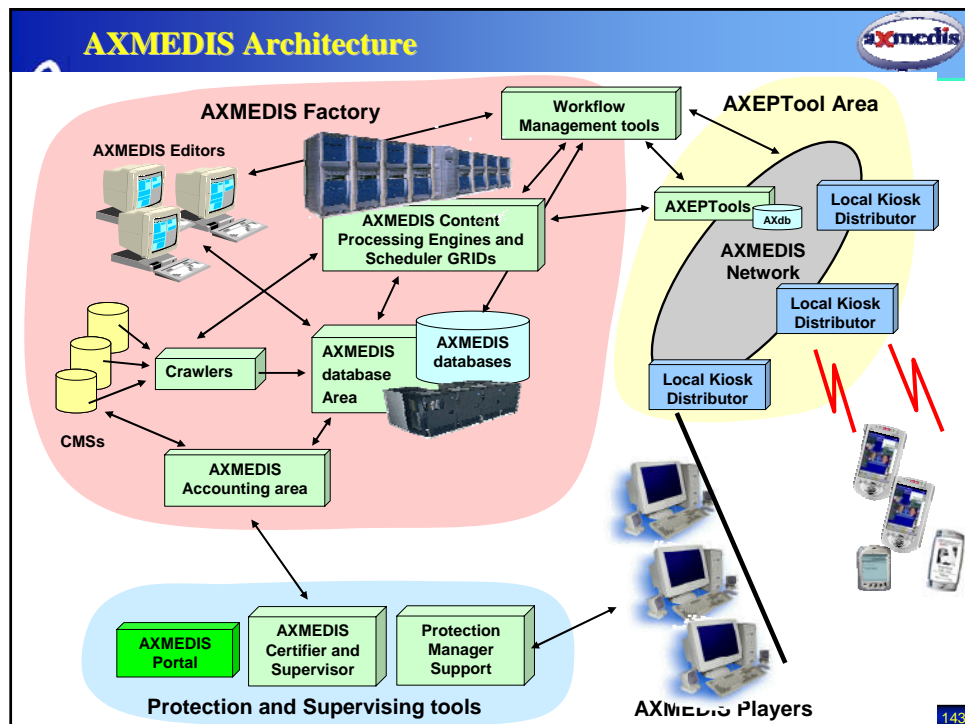 AXMEDIS Architecture
axmedis
AXMEDIS Factory
Workflow
Management tools
AXEPTool Area
AXMEDIS Editors
AXEPTools
AXdb
Local Kiosk
Distributor
AXMEDIS Content
Processing Engines and
Scheduler GRIDs
AXMEDIS
Network
Local Kiosk
Distributor
AXMEDIS
databases
AXMEDIS
database
Area
Crawlers
Local Kiosk
Distributor
CMSs
AXMEDIS
Accounting area
AXMEDIS
Portal
AXMEDIS
Certifier and
Supervisor
Protection
Manager
Support
Protection and Supervising tools
AXMEDIS Players
143